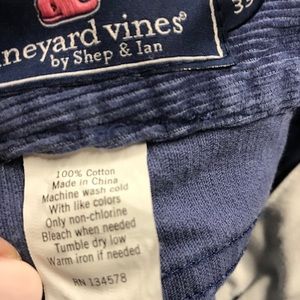 neyard vines®
by Shep & Ian
100% Cotton
Made in China
Machine wash cold
With like colors
Only non-chlorine
Bleach when needed
Tumble dry low
Warm iron if needed
RN 134578